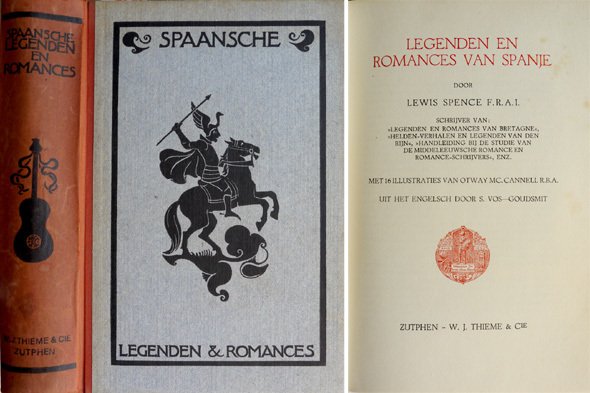 SPAANSCHE
LEGENDEN
EN
ROMANCES
W.J. THIEME & CIE
ZUTPHEN
SPAANSCHE
LEGENDEN & ROMANCES
LEGENDEN EN
ROMANCES VAN SPANJE
DOOR
LEWIS SPENCE F.R.A.I.
SCHRIJVER VAN:
»LEGENDEN EN ROMANCES VAN BRETAGNE«,
»HELDEN-VERHALEN EN LEGENDEN VAN DEN
RIJN«, »HANDLEIDING BIJ DE STUDIE VAN
DE MIDDELEEUWSCHE ROMANCE EN
ROMANCE-SCHRIJVERS«, ENZ.
MET 16 ILLUSTRATIES VAN OTWAY MC. CANNELL R.B.A.
UIT HET ENGELSCH DOOR S. VOS—GOUDSMIT
ZUTPHEN - W. J. THIEME & CIE